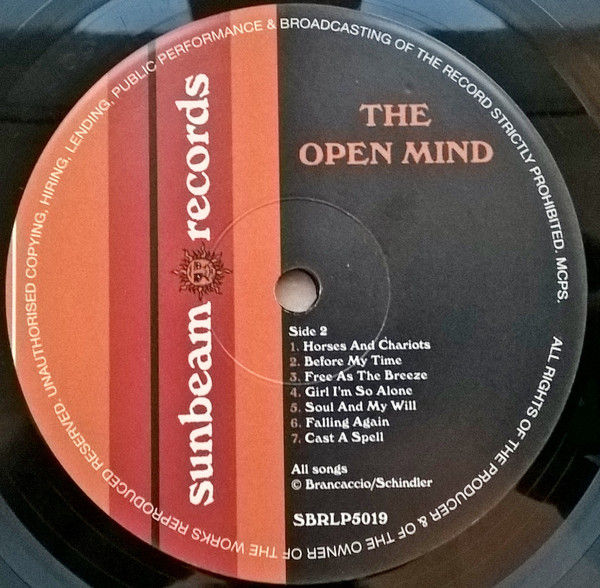 ALL RIGHTS OF THE PRODUCER & OF THE OWNER OF THE WORKS REPRODUCED RESERVED. UNAUTHORISED COPYING, HIRING, LENDING, PUBLIC PERFORMANCE & BROADCASTING OF THE RECORD STRICTLY PROHIBITED. MCPS.
sunbeam records
THE
OPEN MIND
Side 2
1. Horses And Chariots
2. Before My Time
3. Free As The Breeze
4. Girl I'm So Alone
5. Soul And My Will
6. Falling Again
7. Cast A Spell
All songs
© Brancaccio/Schindler
SBRLP5019